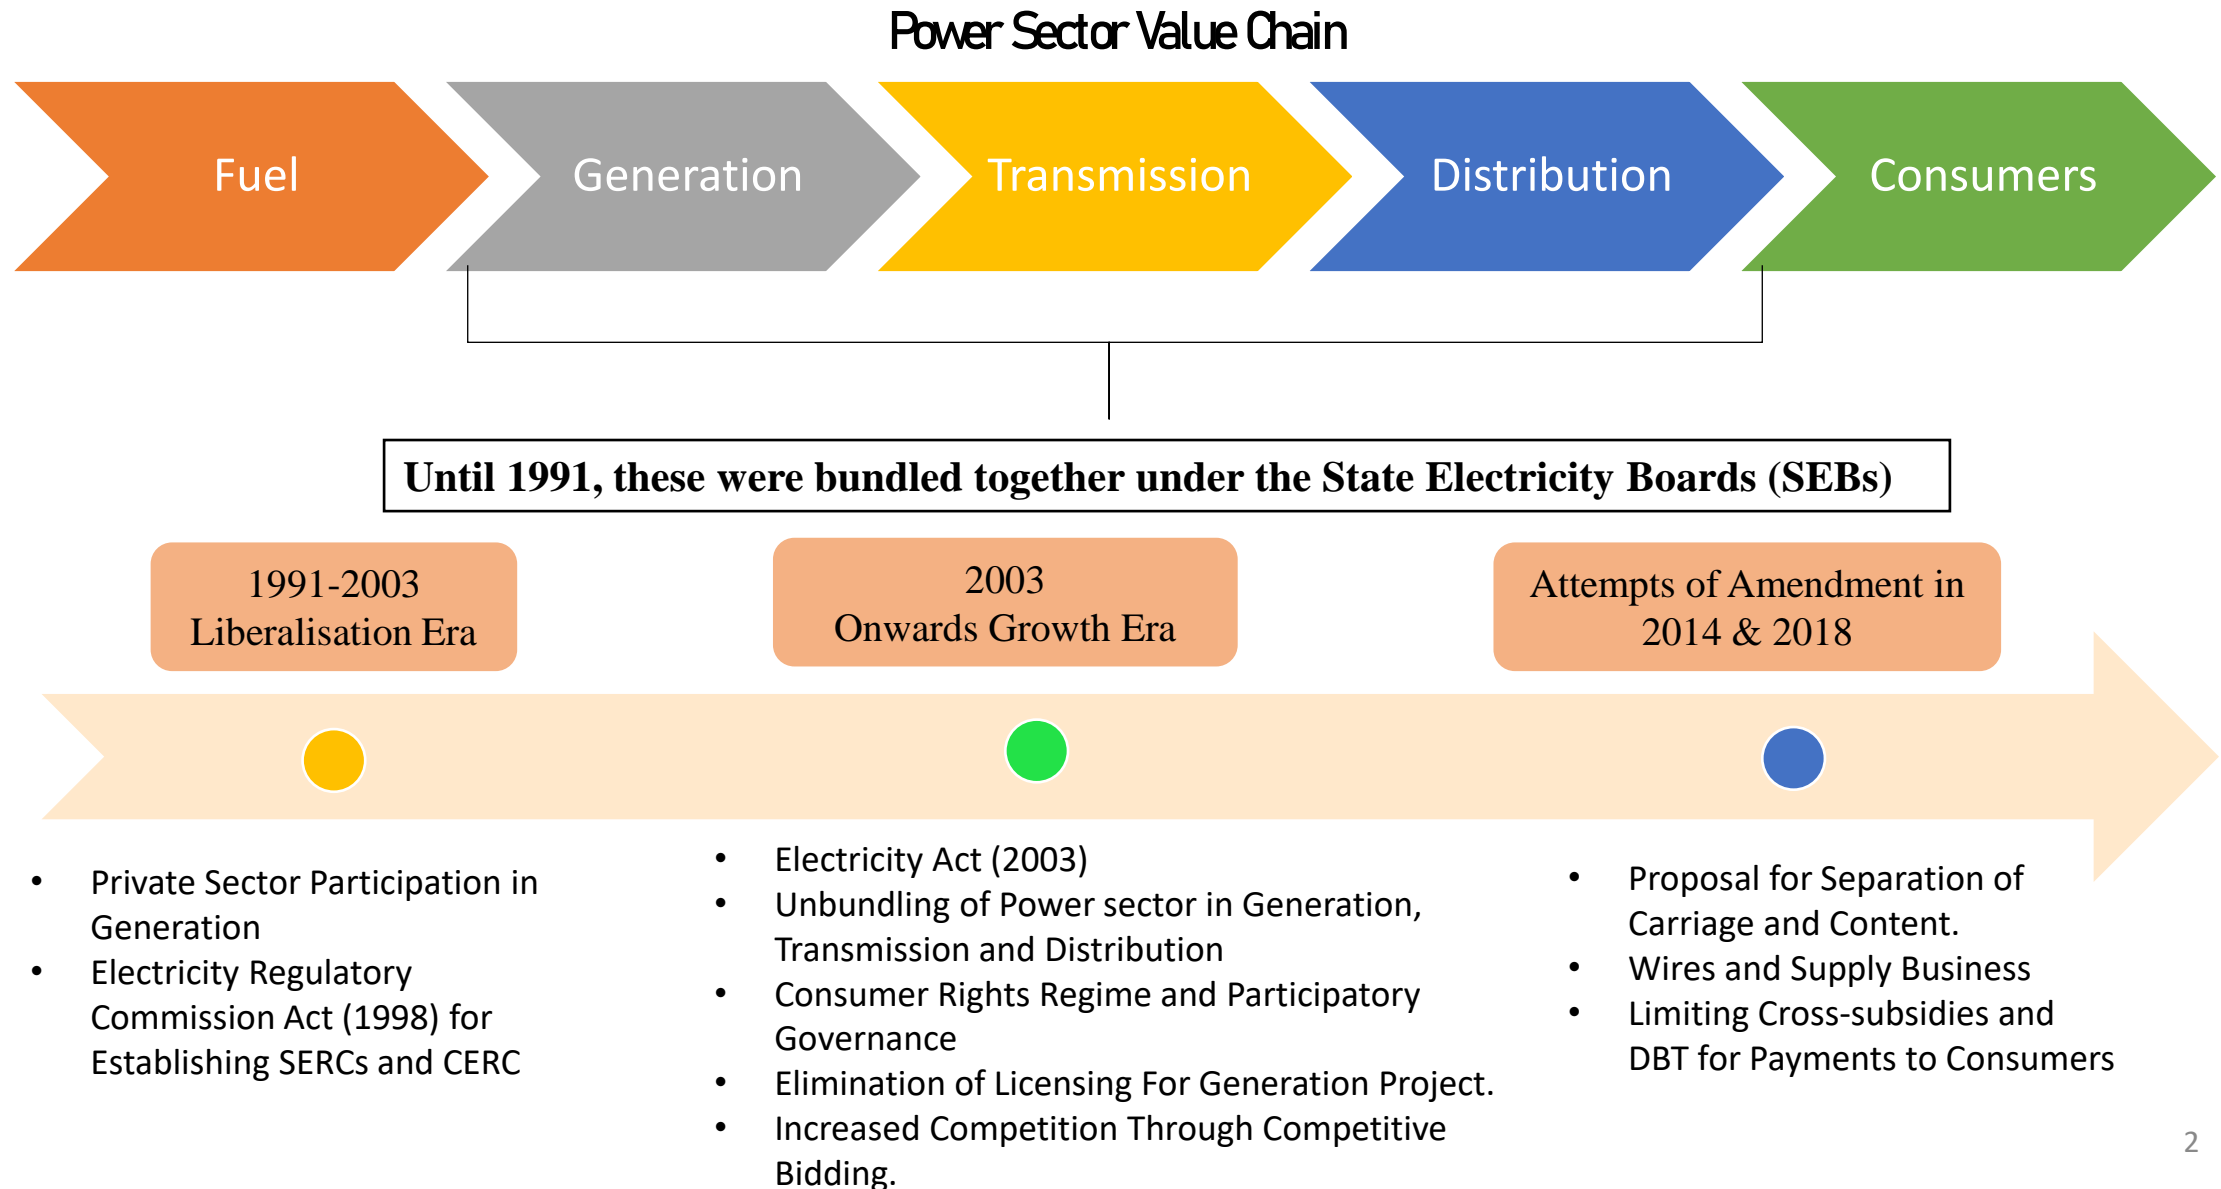 Power Sector Value Chain
Fuel
Generation
Transmission
Distribution
Consumers
Until 1991, these were bundled together under the State Electricity Boards (SEBs)
1991-2003
Liberalisation Era
2003
Onwards Growth Era
Attempts of Amendment in
2014 & 2018
• Private Sector Participation in
Generation
• Electricity Regulatory
Commission Act (1998) for
Establishing SERCs and CERC
• Electricity Act (2003)
• Unbundling of Power sector in Generation,
Transmission and Distribution
• Consumer Rights Regime and Participatory
Governance
• Elimination of Licensing For Generation Project.
• Increased Competition Through Competitive
Bidding.
• Proposal for Separation of
Carriage and Content.
• Wires and Supply Business
• Limiting Cross-subsidies and
DBT for Payments to Consumers
2